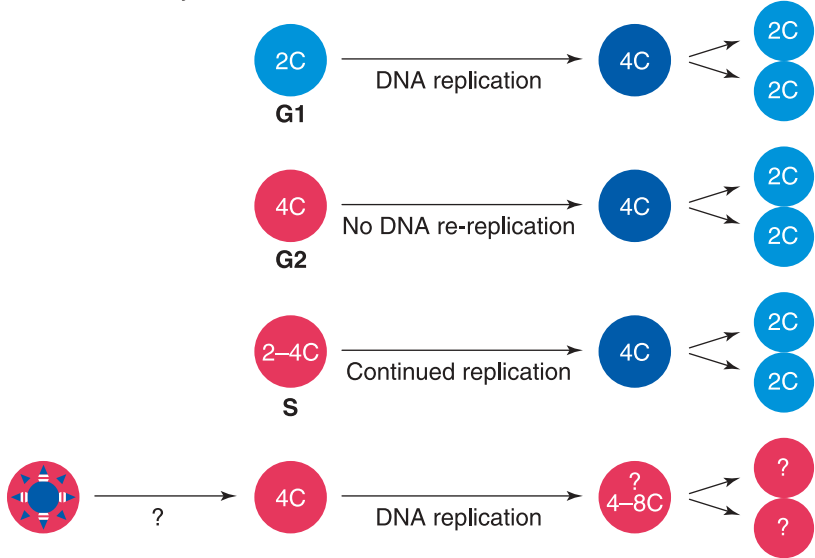 2C
DNA replication
4C
2C
2C
G1
4C
No DNA re-replication
4C
2C
2C
G2
2–4C
Continued replication
4C
2C
2C
S
?
4C
DNA replication
?
4–8C
?
?